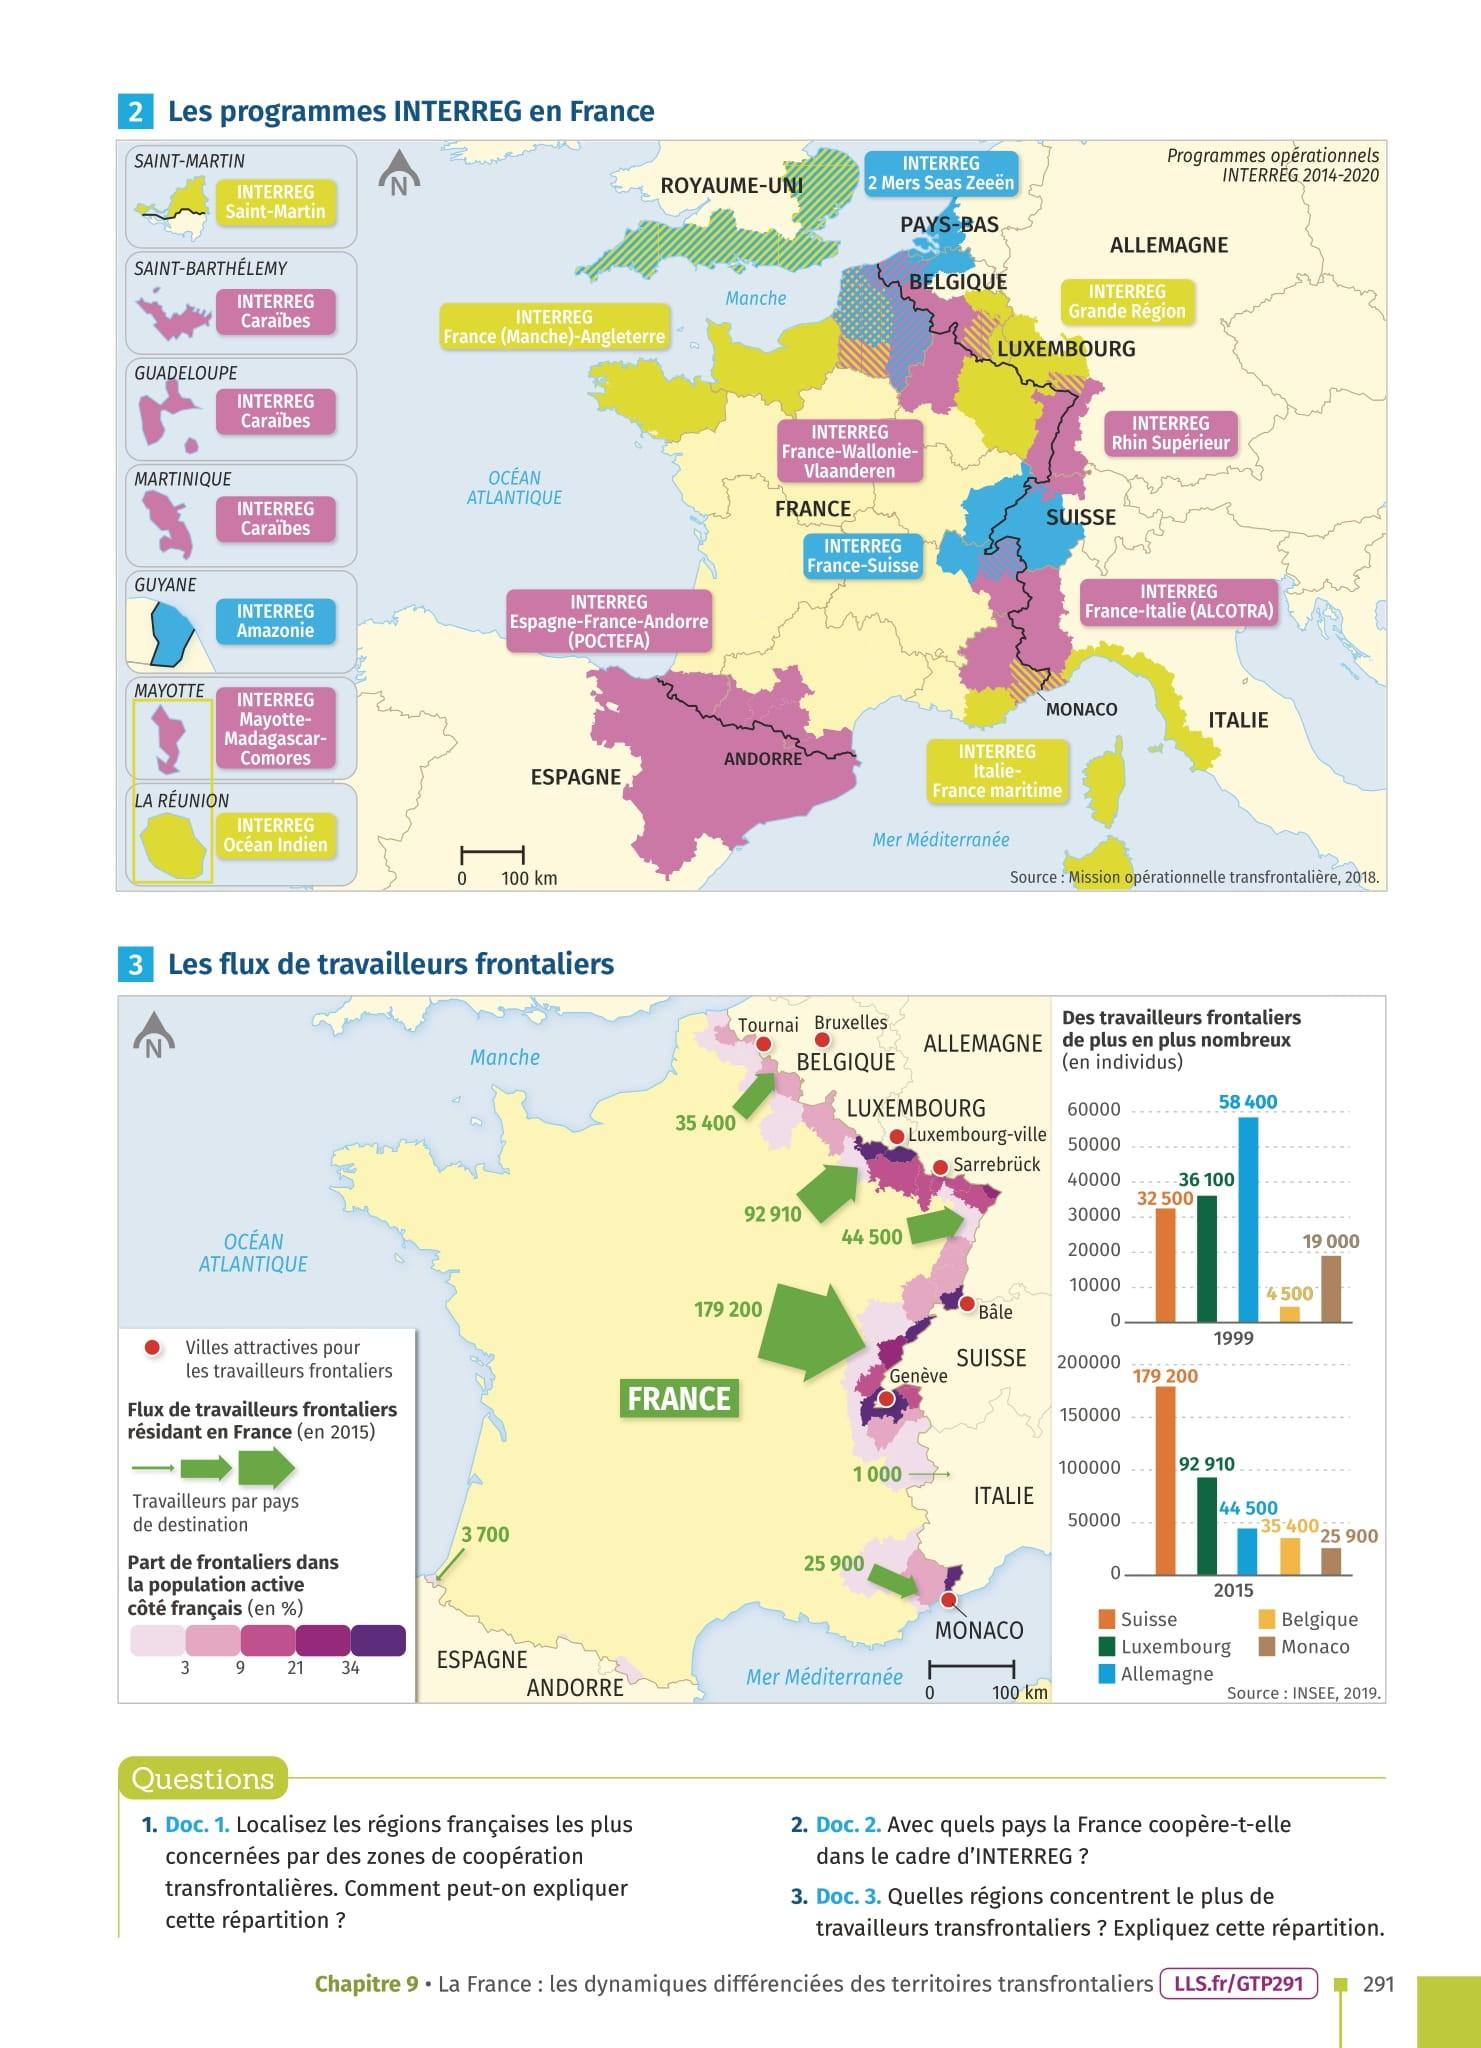 2 Les programmes INTERREG en France
SAINT-MARTIN
INTERREG
Saint-Martin
SAINT-BARTHÉLEMY
INTERREG
Caraïbes
GUADELOUPE
INTERREG
Caraïbes
MARTINIQUE
INTERREG
Caraïbes
GUYANE
INTERREG
Amazonie
MAYOTTE
INTERREG
Mayotte-
Madagascar-
Comores
LA RÉUNION
INTERREG
Océan Indien
N
Programmes opérationnels
INTERREG 2014-2020
ROYAUME-UNI
INTERREG
2 Mers Seas Zeeën
PAYS-BAS
ALLEMAGNE
BELGIQUE
Manche
INTERREG
France (Manche)-Angleterre
INTERREG
Grande Région
LUXEMBOURG
INTERREG
France-Wallonie-
Vlaanderen
INTERREG
Rhin Supérieur
OCÉAN
ATLANTIQUE
FRANCE
SUISSE
INTERREG
France-Suisse
INTERREG
Espagne-France-Andorre
(POCTEFA)
INTERREG
France-Italie (ALCOTRA)
MONACO
ITALIE
ANDORRE
ESPAGNE
INTERREG
Italie-
France maritime
Mer Méditerranée
0 100 km
Source : Mission opérationnelle transfrontalière, 2018.
3 Les flux de travailleurs frontaliers
N
Manche
Tournai
Bruxelles
BELGIQUE
ALLEMAGNE
35 400
LUXEMBOURG
Luxembourg-ville
Sarrebrück
92 910
44 500
OCÉAN
ATLANTIQUE
179 200
Bâle
SUISSE
Genève
FRANCE
1 000
ITALIE
3 700
25 900
MONACO
ESPAGNE
ANDORRE
Mer Méditerranée
0 100 km
Villes attractives pour
les travailleurs frontaliers
Flux de travailleurs frontaliers
résidant en France (en 2015)
Travailleurs par pays
de destination
Part de frontaliers dans
la population active
côté français (en %)
3 9 21 34
Des travailleurs frontaliers
de plus en plus nombreux
(en individus)
60000
50000
40000
30000
20000
10000
0
32 500
36 100
58 400
4 500
19 000
1999
200000
150000
100000
50000
0
179 200
92 910
44 500
35 400
25 900
2015
Suisse
Luxembourg
Allemagne
Belgique
Monaco
Source : INSEE, 2019.
Questions
1. Doc. 1. Localisez les régions françaises les plus
concernées par des zones de coopération
transfrontalières. Comment peut-on expliquer
cette répartition ?
2. Doc. 2. Avec quels pays la France coopère-t-elle
dans le cadre d'INTERREG ?
3. Doc. 3. Quelles régions concentrent le plus de
travailleurs transfrontaliers ? Expliquez cette répartition.
Chapitre 9 • La France : les dynamiques différenciées des territoires transfrontaliers LLS.fr/GTP291 291